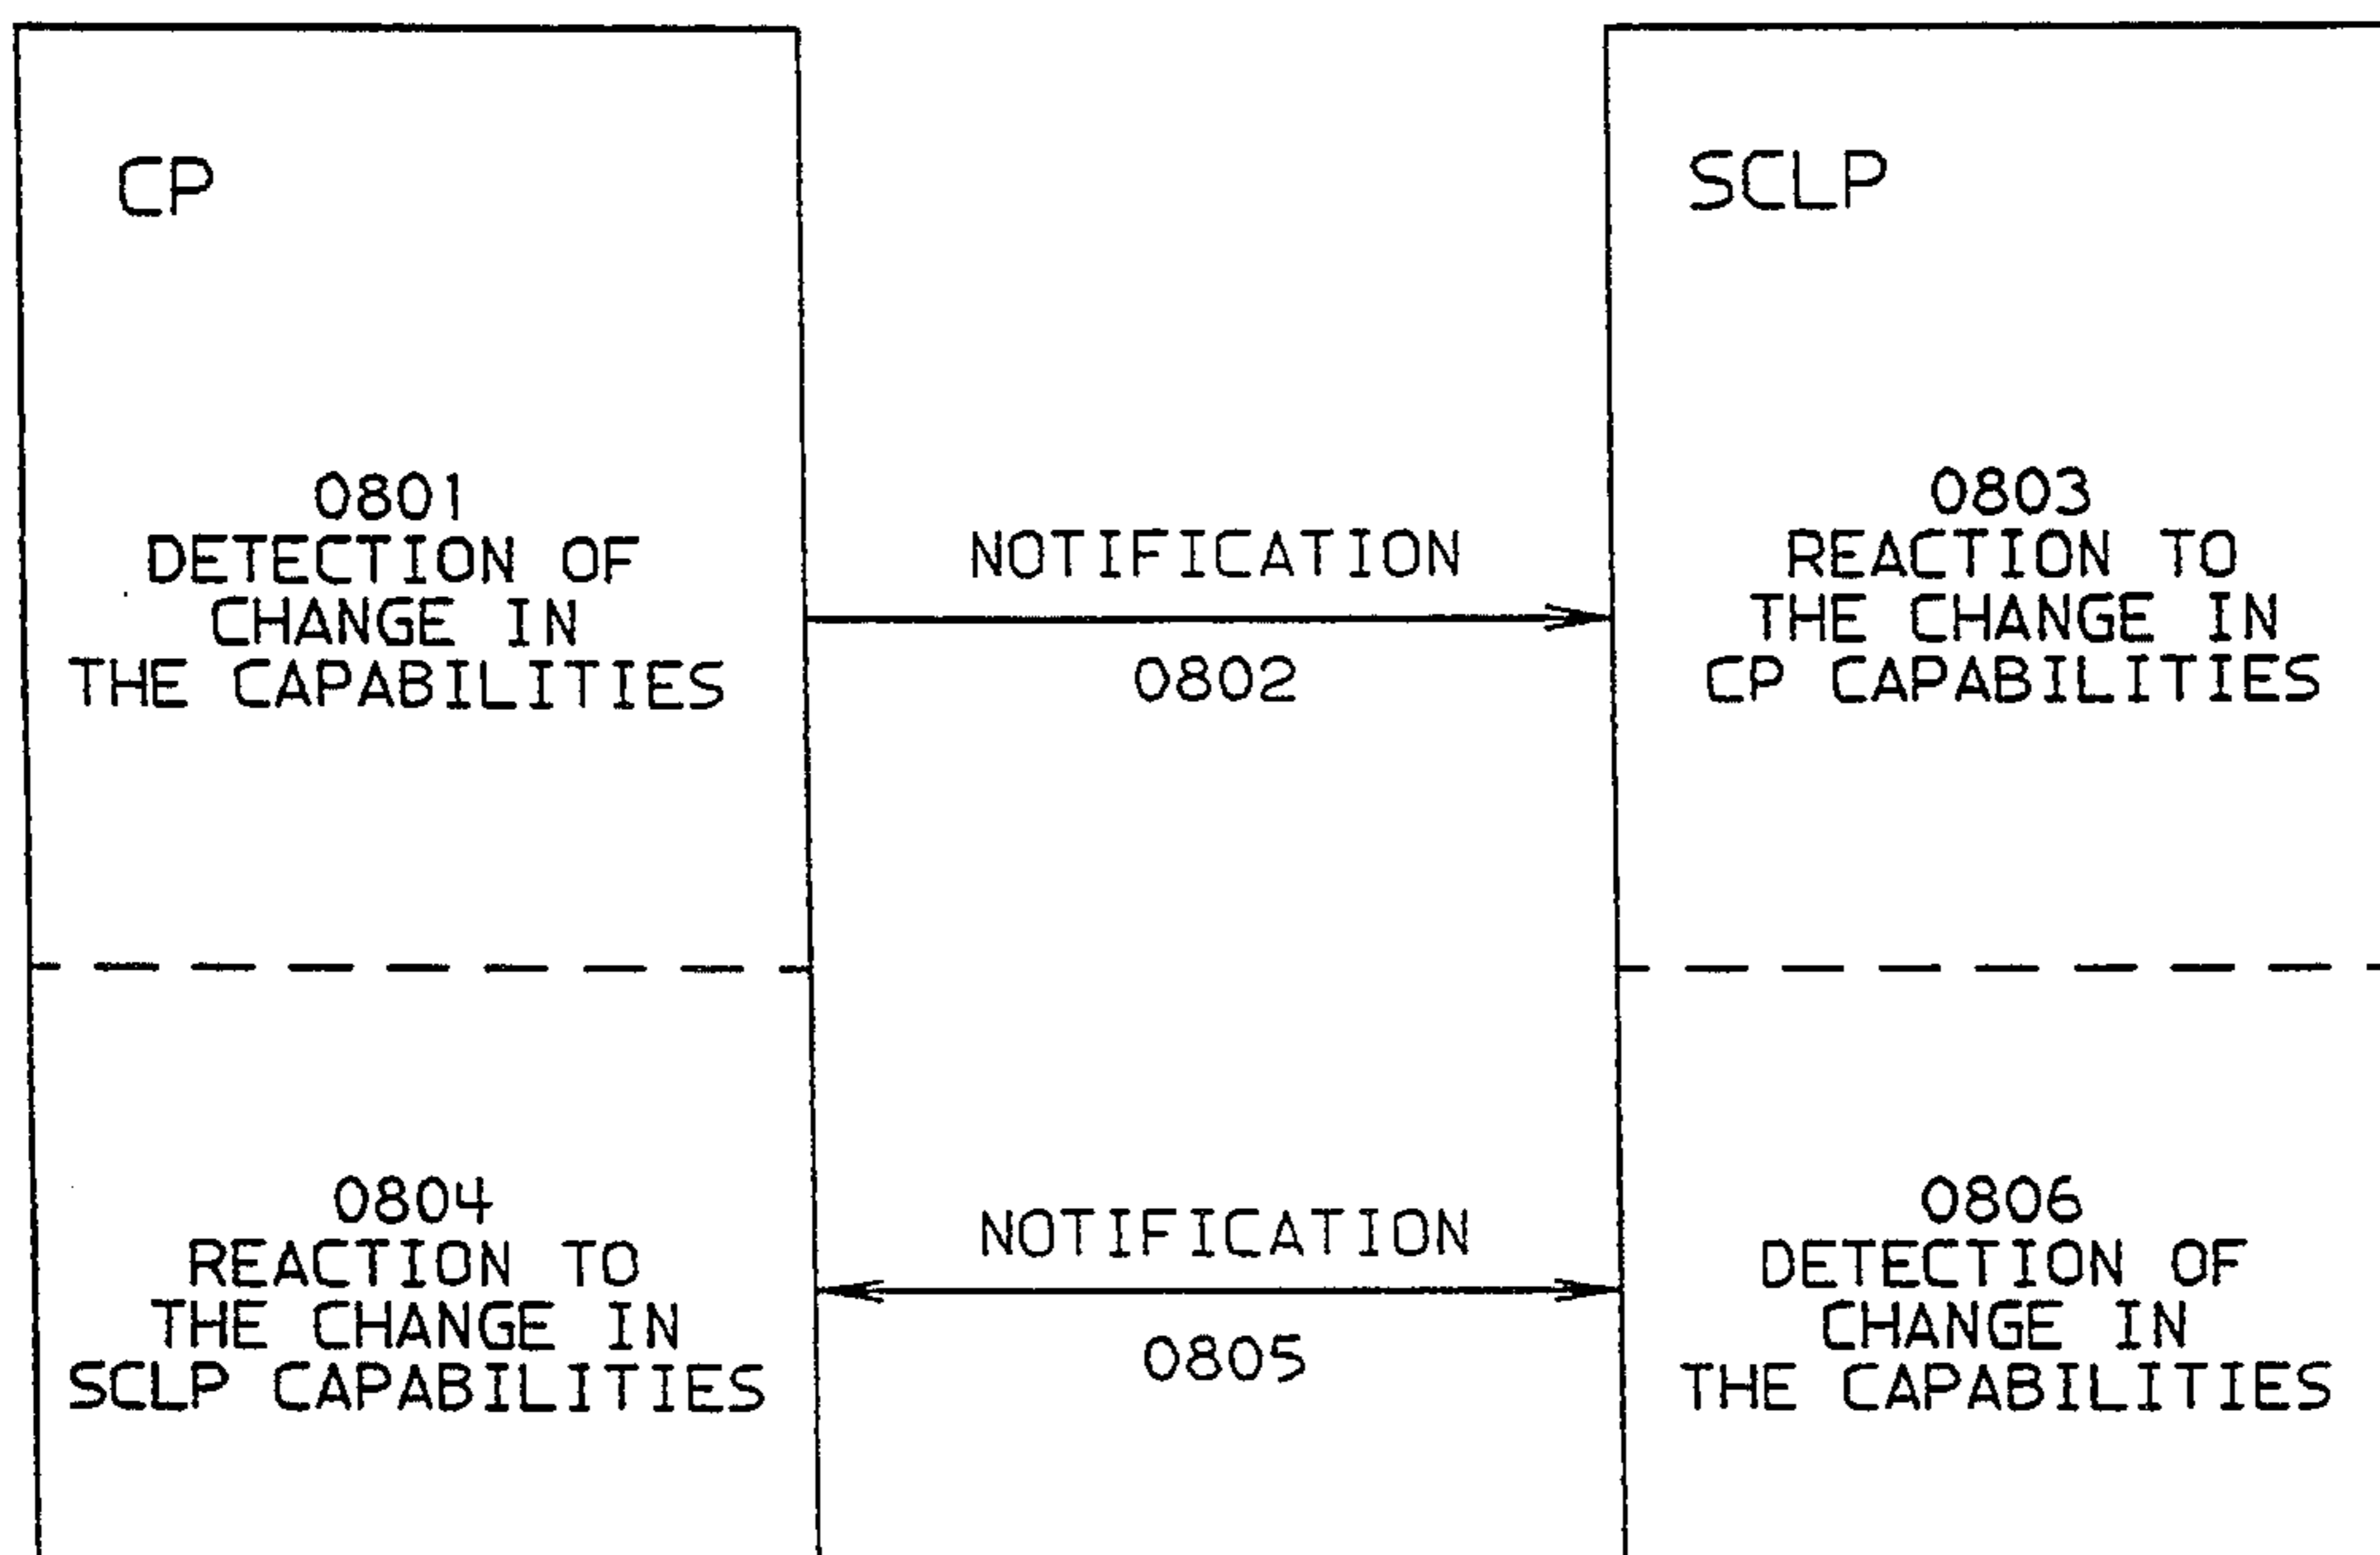 CP
SCLP
0801
DETECTION OF
CHANGE IN
THE CAPABILITIES
NOTIFICATION
0802
0803
REACTION TO
THE CHANGE IN
CP CAPABILITIES
0804
REACTION TO
THE CHANGE IN
SCLP CAPABILITIES
NOTIFICATION
0805
0806
DETECTION OF
CHANGE IN
THE CAPABILITIES